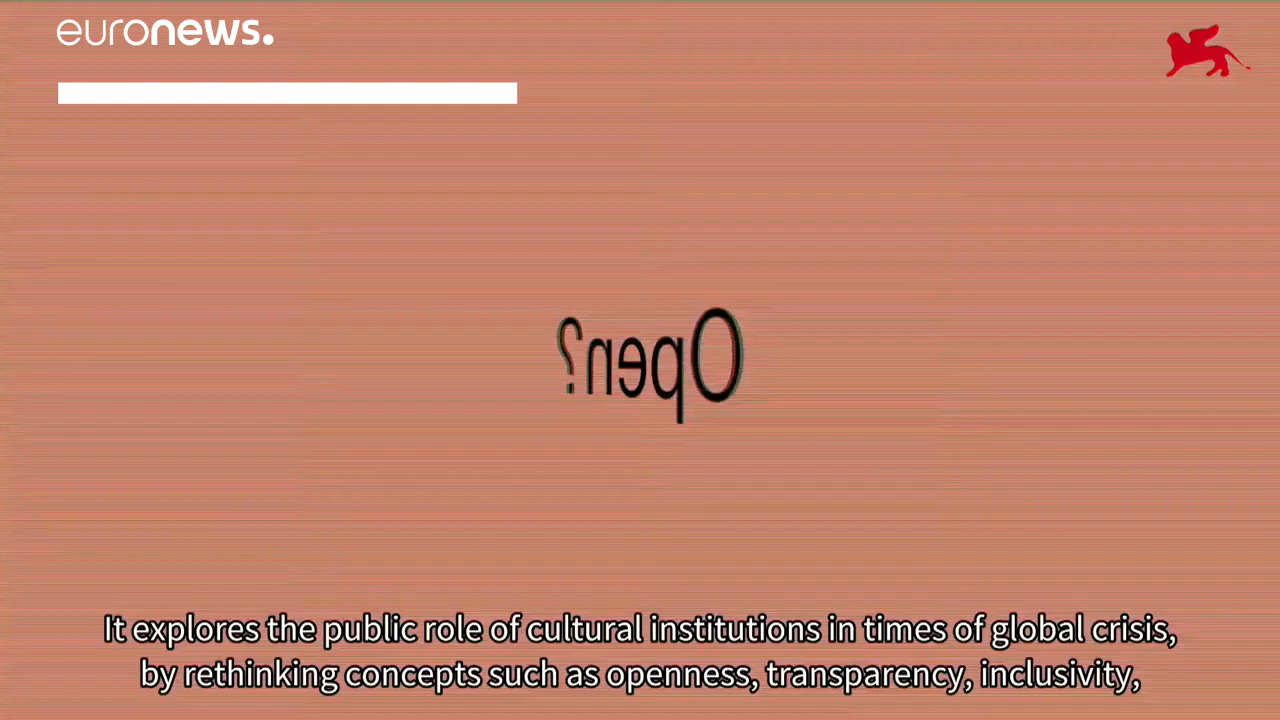 euronews.
Open?
It explores the public role of cultural institutions in times of global crisis,
by rethinking concepts such as openness, transparency, inclusivity,